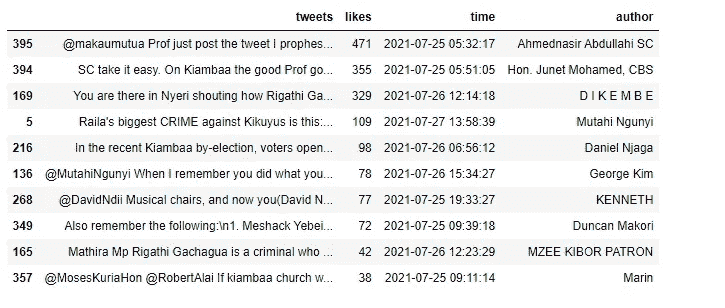 tweets likes time author
395 @makaumutua Prof just post the tweet I prophes... 471 2021-07-25 05:32:17 Ahmednasir Abdullahi SC
394 SC take it easy. On Kiambaa the good Prof go... 355 2021-07-25 05:51:05 Hon. Junet Mohamed, CBS
169 You are there in Nyeri shouting how Rigathi Ga... 329 2021-07-26 12:14:18 D I K E M B E
5 Raila's biggest CRIME against Kikuyus is this:... 109 2021-07-27 13:58:39 Mutahi Ngunyi
216 In the recent Kiambaa by-election, voters open... 98 2021-07-26 06:56:12 Daniel Njaga
136 @MutahiNgunyi When I remember you did what you... 78 2021-07-26 15:34:27 George Kim
268 @DavidNdii Musical chairs, and now you(David N... 77 2021-07-25 19:33:27 KENNETH
349 Also remember the following:\n1. Meshack Yebei... 72 2021-07-25 09:39:18 Duncan Makori
165 Mathira Mp Rigathi Gachagua is a criminal who ... 42 2021-07-26 12:23:29 MZEE KIBOR PATRON
357 @MosesKuriaHon @RobertAlai If kiambaa church w... 38 2021-07-25 09:11:14 Marin